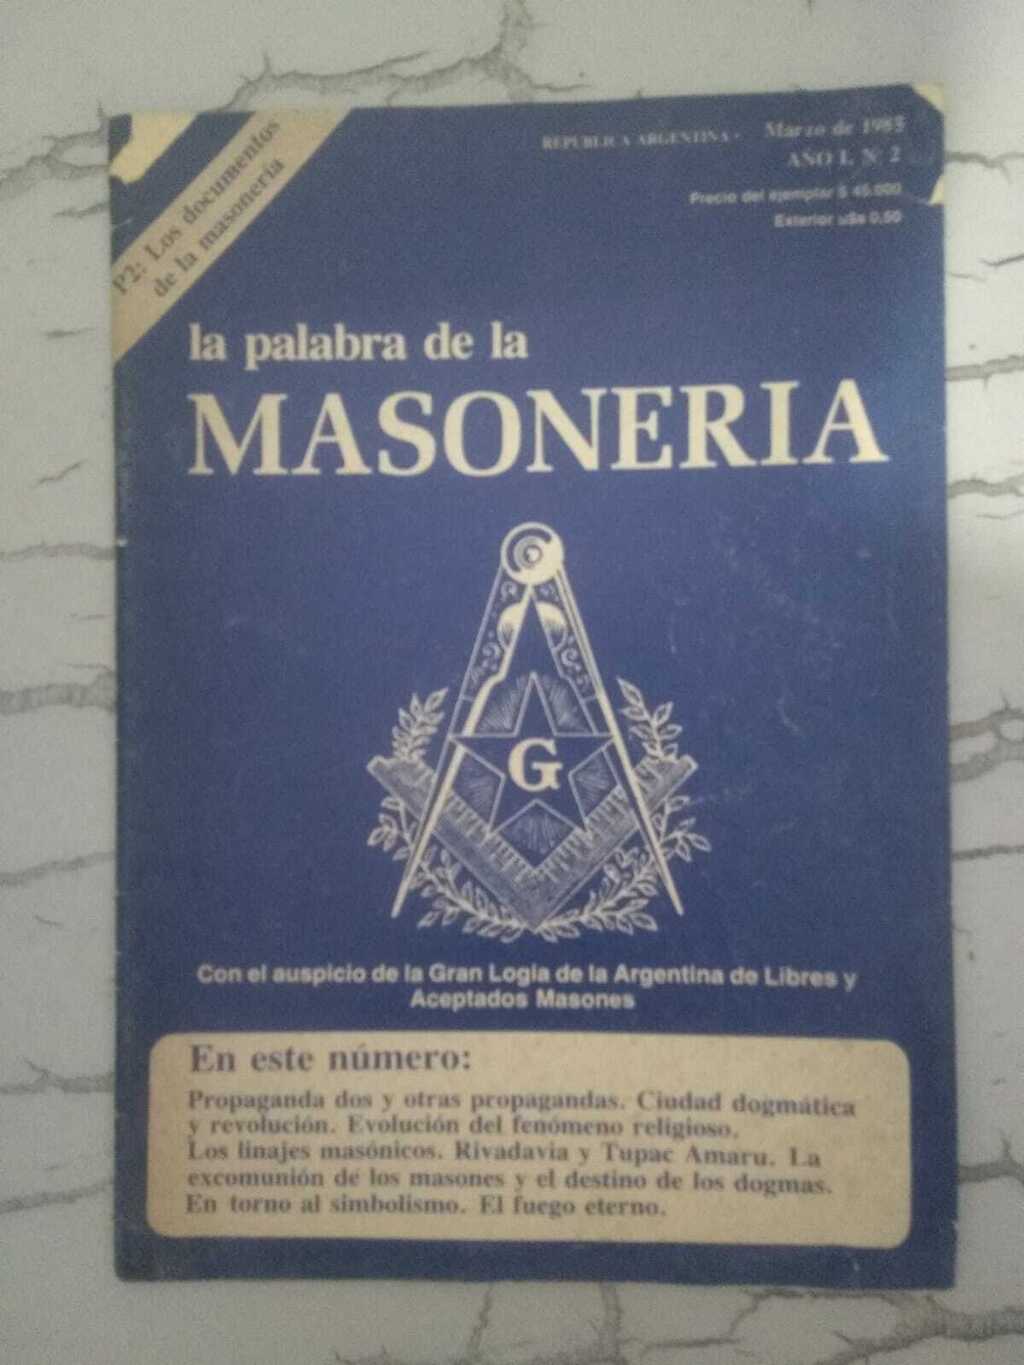 P2: Los documentos
de la masonería
REPUBLICA ARGENTINA - Marzo de 1983
AÑO I. Nº 2
Precio del ejemplar $ 45.000
Exterior u$s 0,50
la palabra de la
MASONERIA
G
Con el auspicio de la Gran Logia de la Argentina de Libres y
Aceptados Masones
En este número:
Propaganda dos y otras propagandas. Ciudad dogmática
y revolución. Evolución del fenómeno religioso.
Los linajes masónicos. Rivadavia y Tupac Amaru. La
excomunión de los masones y el destino de los dogmas.
En torno al simbolismo. El fuego eterno.